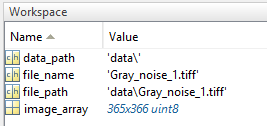 Workspace
Name Value
data_path 'data\'
file_name 'Gray_noise_1.tiff'
file_path 'data\Gray_noise_1.tiff'
image_array 365x366 uint8